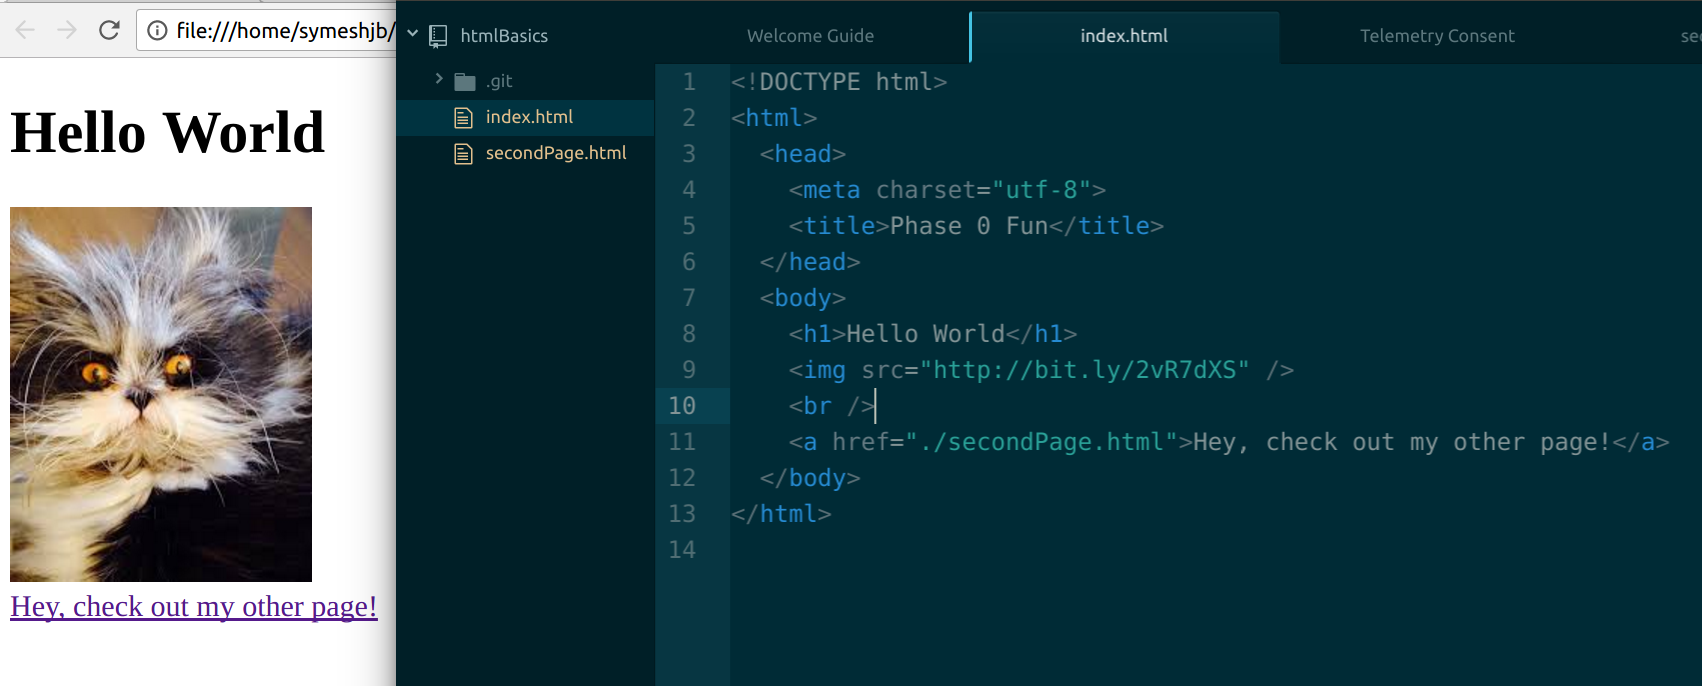 file:///home/symeshjb/
Hello World
Hey, check out my other page!
htmlBasics
.git
index.html
secondPage.html
Welcome Guide
index.html
Telemetry Consent
1 <!DOCTYPE html>
2 <html>
3   <head>
4     <meta charset="utf-8">
5     <title>Phase 0 Fun</title>
6   </head>
7   <body>
8     <h1>Hello World</h1>
9     <img src="http://bit.ly/2vR7dXS" />
10     <br />
11     <a href="./secondPage.html">Hey, check out my other page!</a>
12   </body>
13 </html>
14